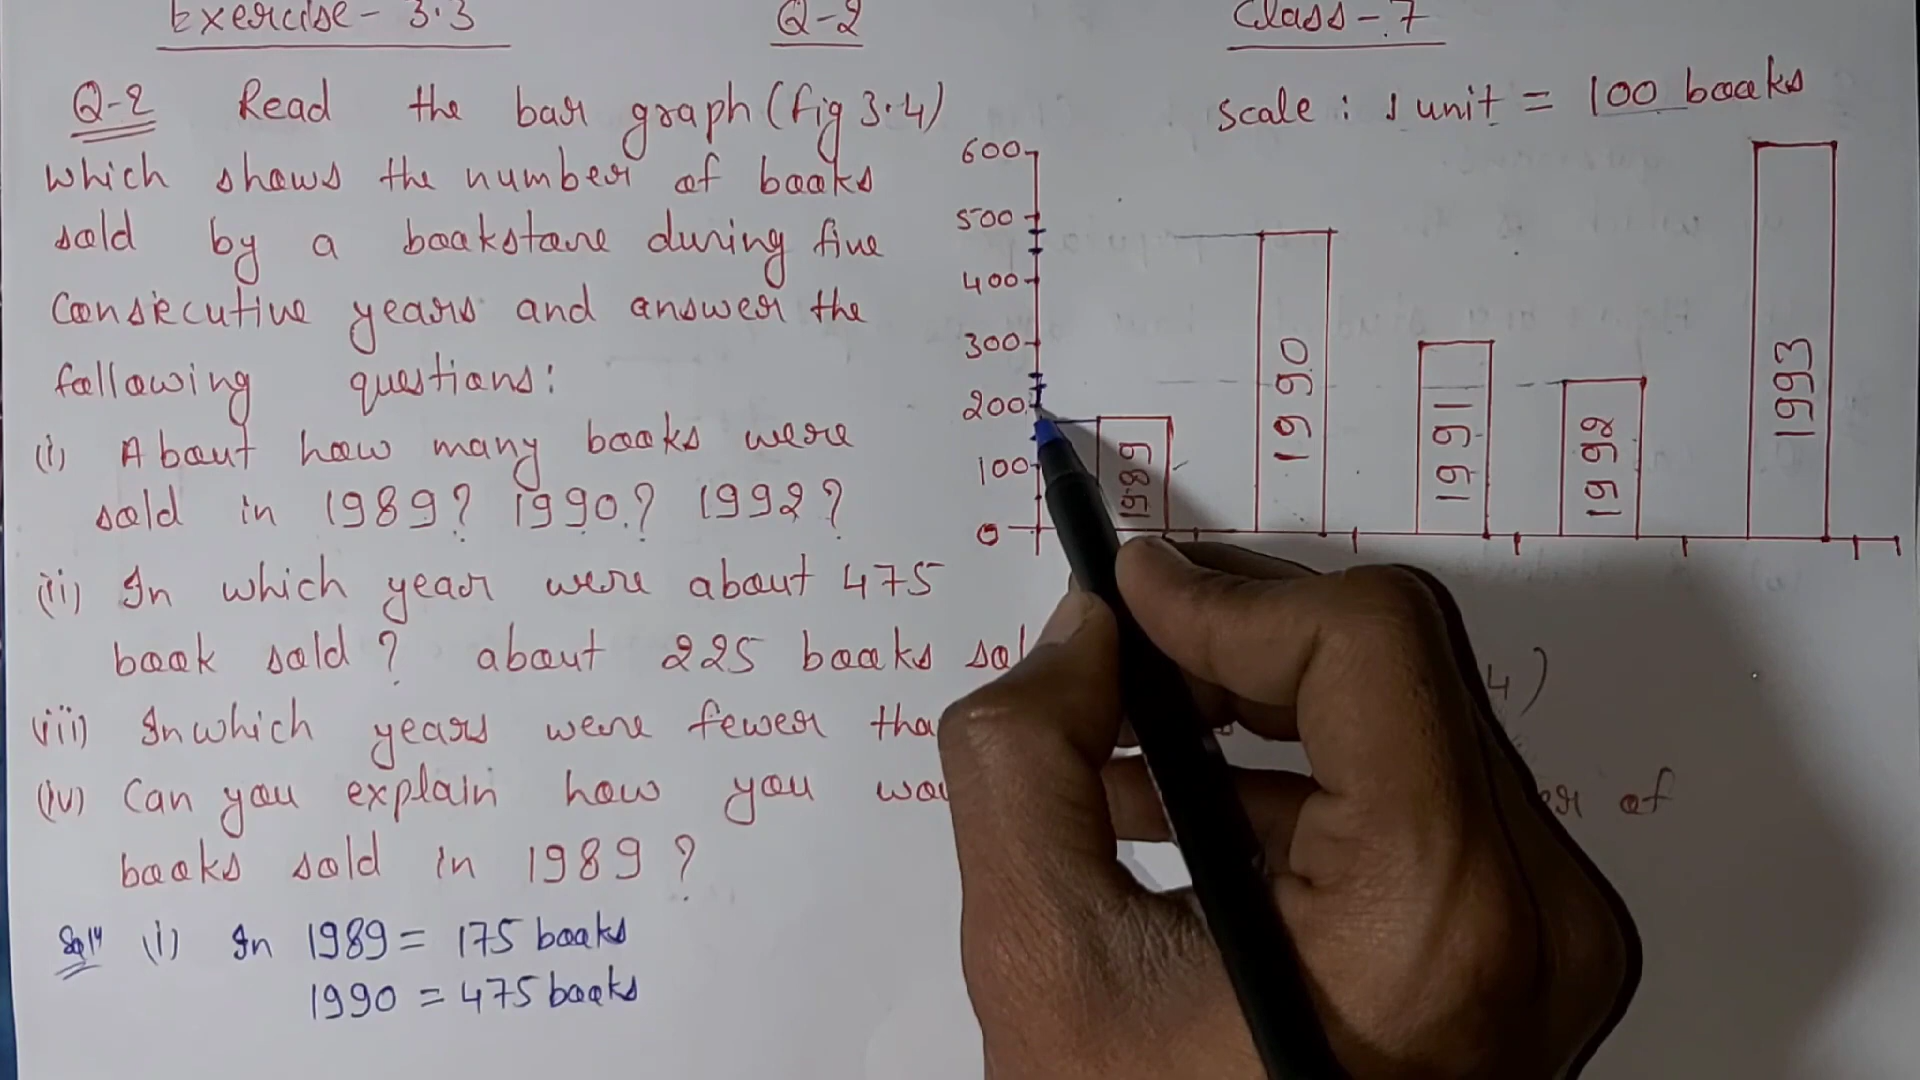 Exercise - 3.3 Q-2 Class - 7
Q-2 Read the bar graph (fig 3.4)
which shows the number of books
sold by a bookstore during five
Consecutive years and answer the
following questions:
(i) About how many books were
sold in 1989? 1990? 1992?
(ii) In which year were about 475
book sold? about 225 books
(iii) In which years were fewer
(iv) Can you explain how you
books sold in 1989?
Solⁿ (i) In 1989 = 175 books
1990 = 475 books
scale : 1 unit = 100 books
600
500
400
300
200
100
0
1989
1990
1991
1992
1993
4)
of